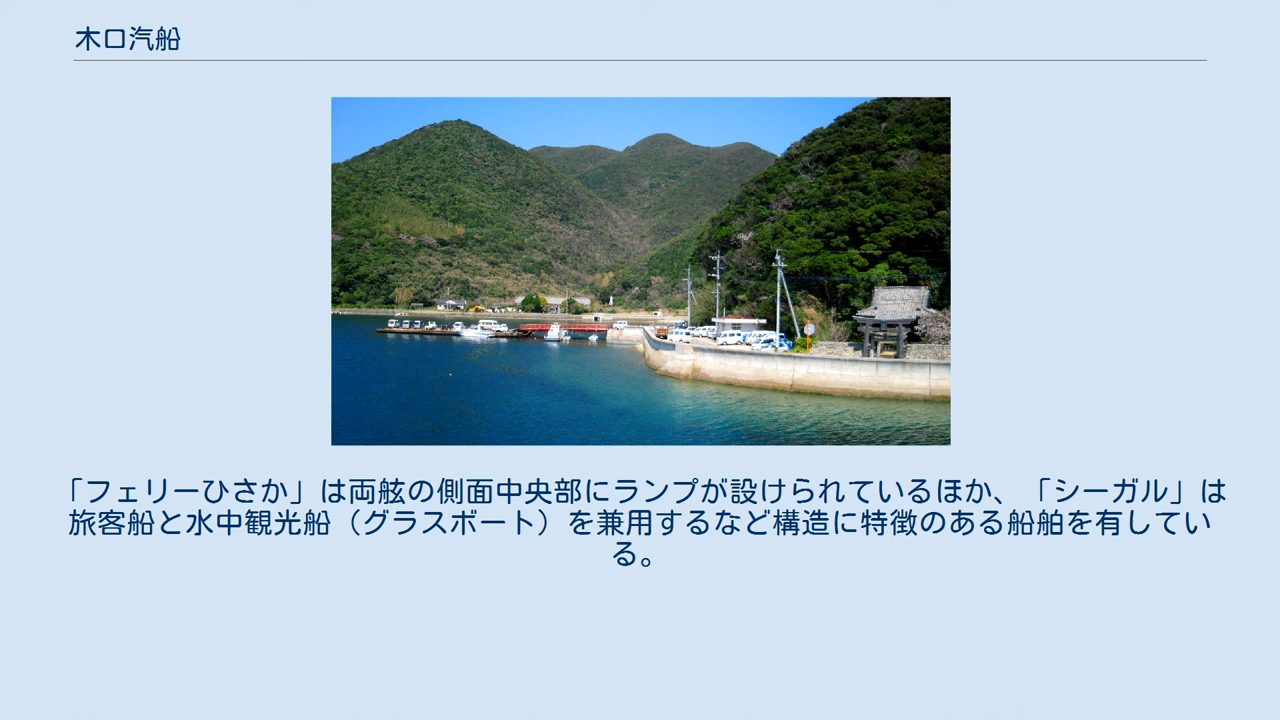 木口汽船
「フェリーひさか」は両舷の側面中央部にランプが設けられているほか、「シーガル」は
旅客船と水中観光船（グラスボート）を兼用するなど構造に特徴のある船舶を有してい
る。